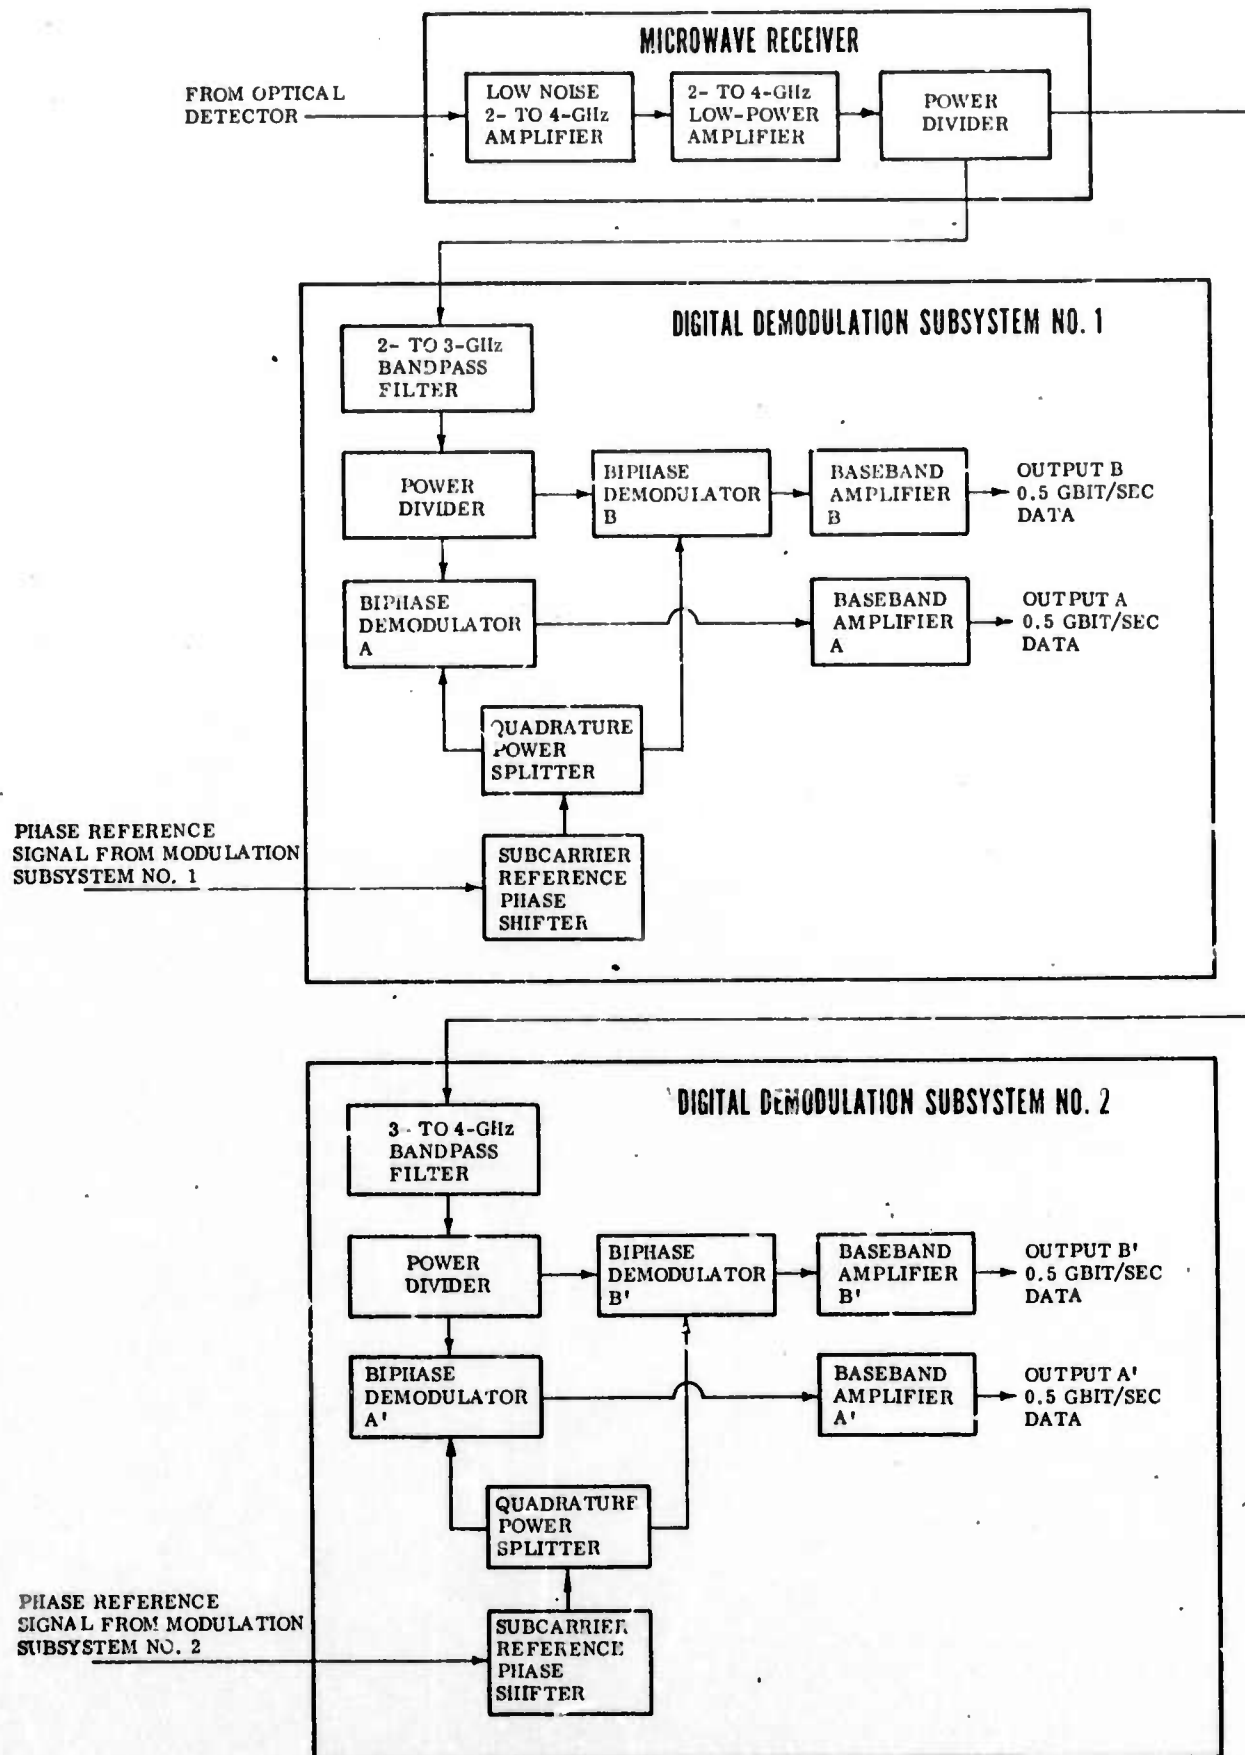 MICROWAVE RECEIVER
FROM OPTICAL
DETECTOR
LOW NOISE
2- TO 4-GHz
AMPLIFIER
2- TO 4-GHz
LOW-POWER
AMPLIFIER
POWER
DIVIDER
DIGITAL DEMODULATION SUBSYSTEM NO. 1
2- TO 3-GHz
BANDPASS
FILTER
POWER
DIVIDER
BIPHASE
DEMODULATOR
B
BASEBAND
AMPLIFIER
B
OUTPUT B
0.5 GBIT/SEC
DATA
BIPHASE
DEMODULATOR
A
BASEBAND
AMPLIFIER
A
OUTPUT A
0.5 GBIT/SEC
DATA
QUADRATURE
POWER
SPLITTER
PHASE REFERENCE
SIGNAL FROM MODULATION
SUBSYSTEM NO. 1
SUBCARRIER
REFERENCE
PHASE
SHIFTER
DIGITAL DEMODULATION SUBSYSTEM NO. 2
3- TO 4-GHz
BANDPASS
FILTER
POWER
DIVIDER
BIPHASE
DEMODULATOR
B'
BASEBAND
AMPLIFIER
B'
OUTPUT B'
0.5 GBIT/SEC
DATA
BIPHASE
DEMODULATOR
A'
BASEBAND
AMPLIFIER
A'
OUTPUT A'
0.5 GBIT/SEC
DATA
QUADRATURE
POWER
SPLITTER
PHASE REFERENCE
SIGNAL FROM MODULATION
SUBSYSTEM NO. 2
SUBCARRIER
REFERENCE
PHASE
SHIFTER